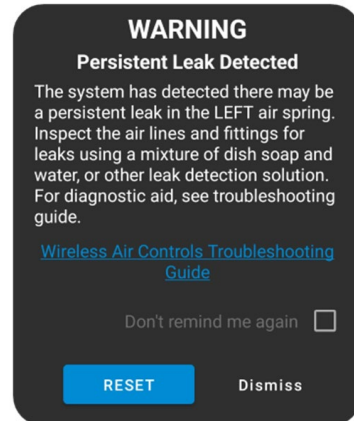 WARNING
Persistent Leak Detected
The system has detected there may be
a persistent leak in the LEFT air spring.
Inspect the air lines and fittings for
leaks using a mixture of dish soap and
water, or other leak detection solution.
For diagnostic aid, see troubleshooting
guide.
Wireless Air Controls Troubleshooting
Guide
Don't remind me again
RESET Dismiss